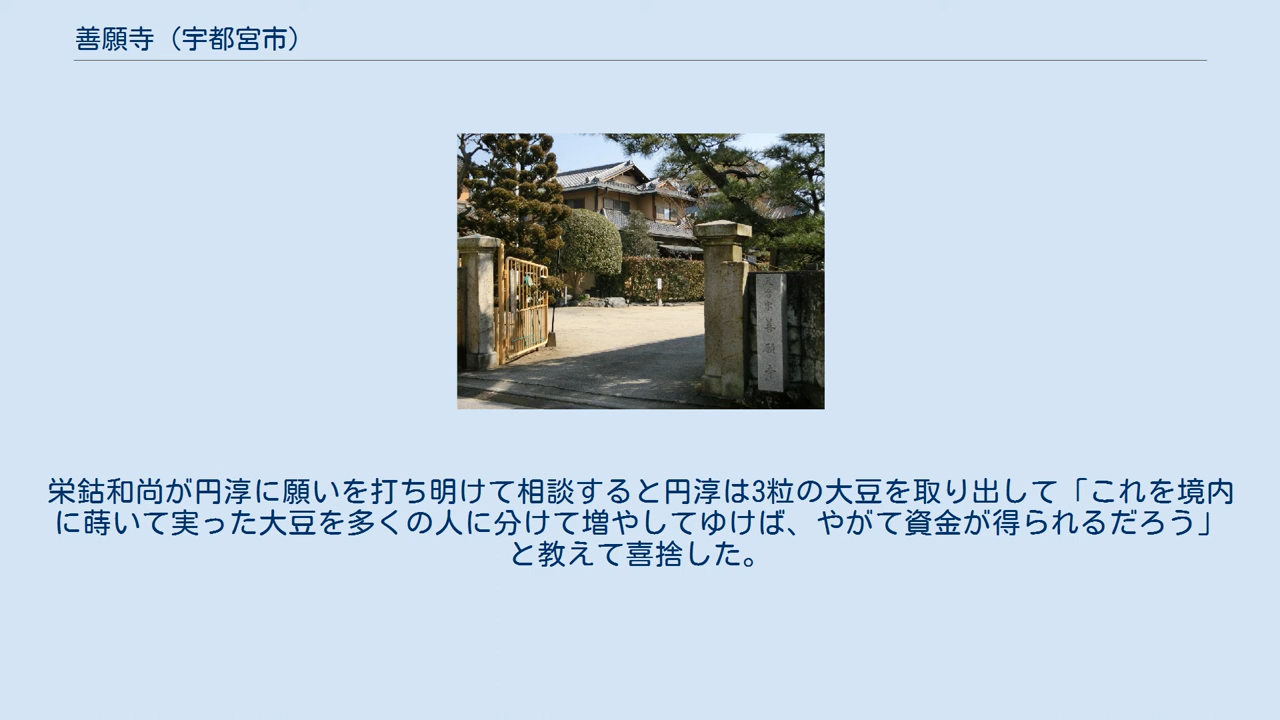 善願寺（宇都宮市）
善願寺
栄鈷和尚が円淳に願いを打ち明けて相談すると円淳は3粒の大豆を取り出して「これを境内
に蒔いて実った大豆を多くの人に分けて増やしてゆけば、やがて資金が得られるだろう」
と教えて喜捨した。